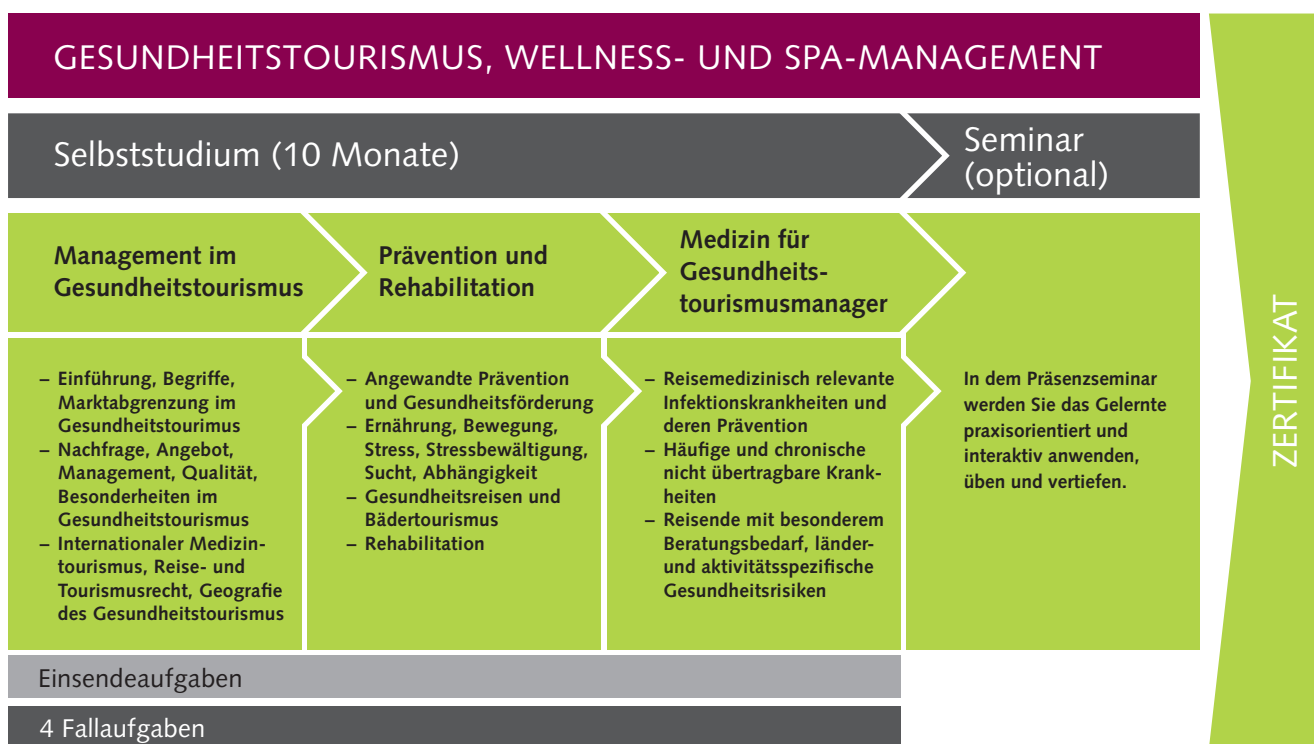 GESUNDHEITSTOURISMUS, WELLNESS- UND SPA-MANAGEMENT
Selbststudium (10 Monate)
Seminar
(optional)
Management im
Gesundheitstourismus
Prävention und
Rehabilitation
Medizin für
Gesundheits-
tourismusmanager
– Einführung, Begriffe,
Marktabgrenzung im
Gesundheitstourimus
– Nachfrage, Angebot,
Management, Qualität,
Besonderheiten im
Gesundheitstourismus
– Internationaler Medizin-
tourismus, Reise- und
Tourismusrecht, Geografie
des Gesundheitstourismus
– Angewandte Prävention
und Gesundheitsförderung
– Ernährung, Bewegung,
Stress, Stressbewältigung,
Sucht, Abhängigkeit
– Gesundheitsreisen und
Bädertourismus
– Rehabilitation
– Reisemedizinisch relevante
Infektionskrankheiten und
deren Prävention
– Häufige und chronische
nicht übertragbare Krank-
heiten
– Reisende mit besonderem
Beratungsbedarf, länder-
und aktivitätsspezifische
Gesundheitsrisiken
In dem Präsenzseminar
werden Sie das Gelernte
praxisorientiert und
interaktiv anwenden,
üben und vertiefen.
Einsendeaufgaben
4 Fallaufgaben
ZERTIFIKAT